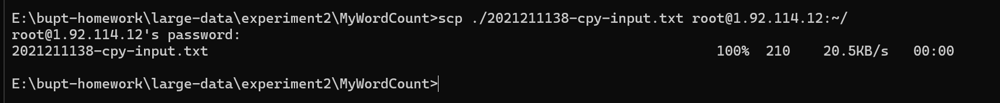 E:\bupt-homework\large-data\experiment2\MyWordCount>scp ./2021211138-cpy-input.txt root@1.92.114.12:~/
root@1.92.114.12's password:
2021211138-cpy-input.txt 100% 210 20.5KB/s 00:00
E:\bupt-homework\large-data\experiment2\MyWordCount>